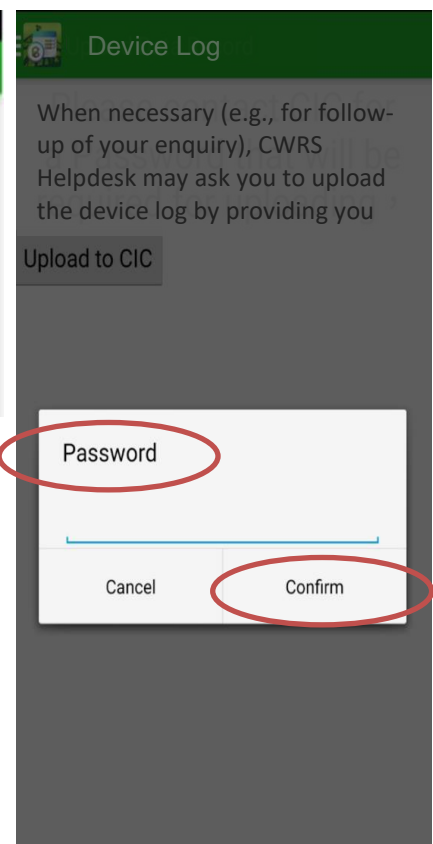 Device Log
When necessary (e.g., for follow-
up of your enquiry), CWRS
Helpdesk may ask you to upload
the device log by providing you
Upload to CIC
Password
Cancel
Confirm